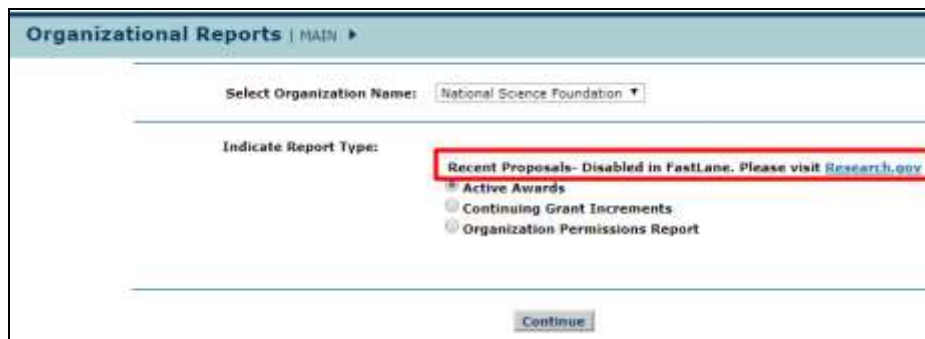 Organizational Reports | MAIN
Select Organization Name: National Science Foundation
Indicate Report Type:
Recent Proposals- Disabled in FastLane. Please visit Research.gov
Active Awards
Continuing Grant Increments
Organization Permissions Report
Continue